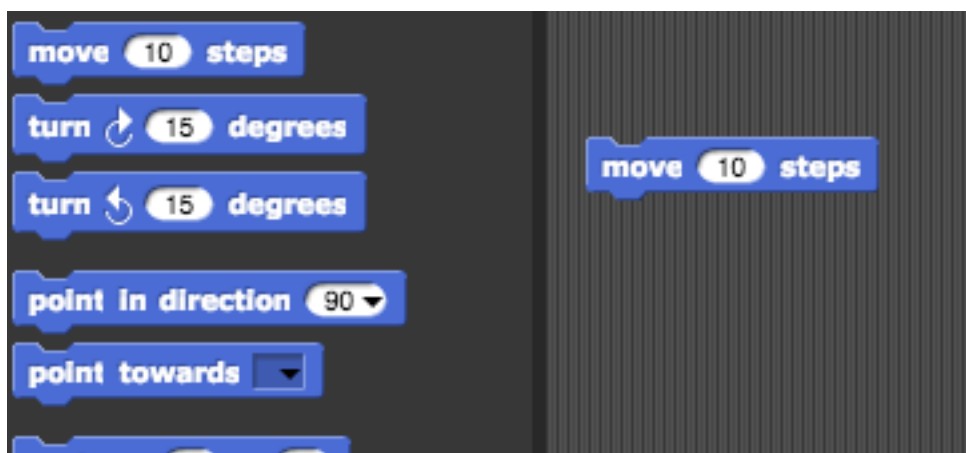 move 10 steps
turn 15 degrees
turn 15 degrees
point in direction 90
point towards
move 10 steps